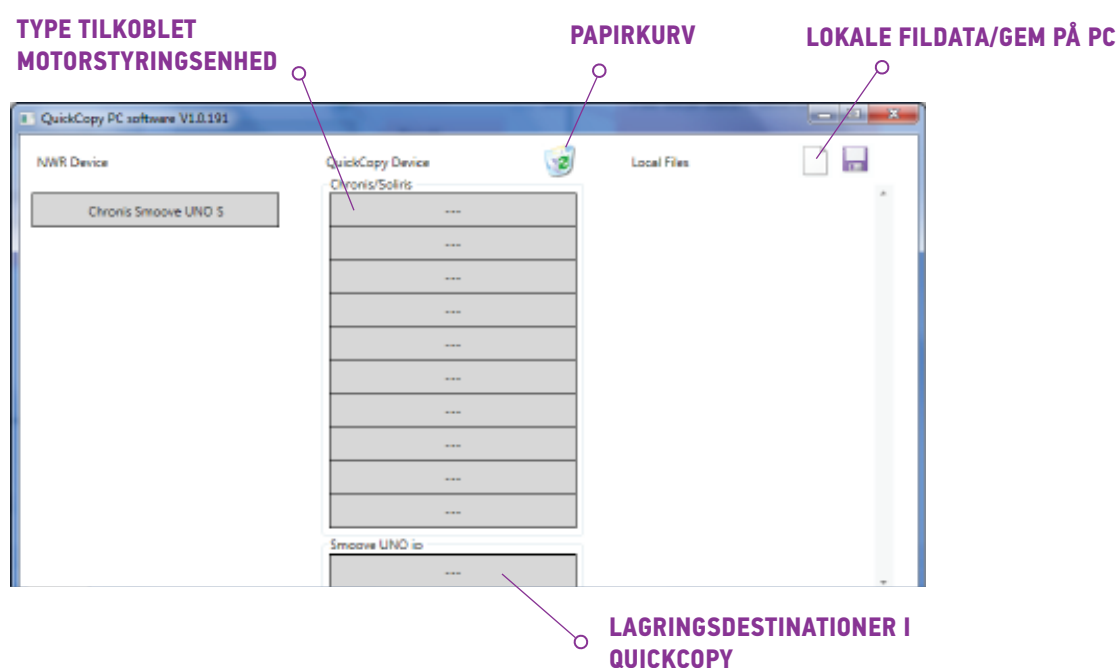 TYPE TILKOBLET
MOTORSTYRINGSENHED
PAPIRKURV
LOKALE FILDATA/GEM PÅ PC
QuickCopy PC software V1.0.191
NWR Device
QuickCopy Device
Local Files
Chronis/Soliris
Chronis Smoove UNO S
---
---
---
---
---
---
---
---
---
---
Smoove UNO io
---
LAGRINGSDESTINATIONER I
QUICKCOPY